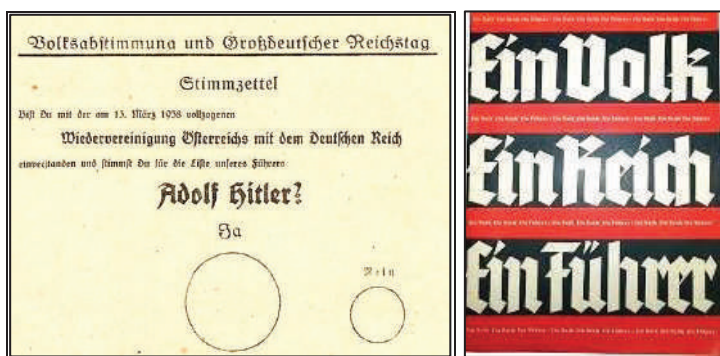 Volksabstimmung und Großdeutscher Reichstag
Stimmzettel
Bist Du mit der am 13. März 1938 vollzogenen
Wiedervereinigung Österreichs mit dem Deutschen Reich
einverstanden und stimmst Du für die Liste unseres Führers
Adolf Hitler?
Ja
Nein
Ein Volk
Ein Reich
Ein Führer